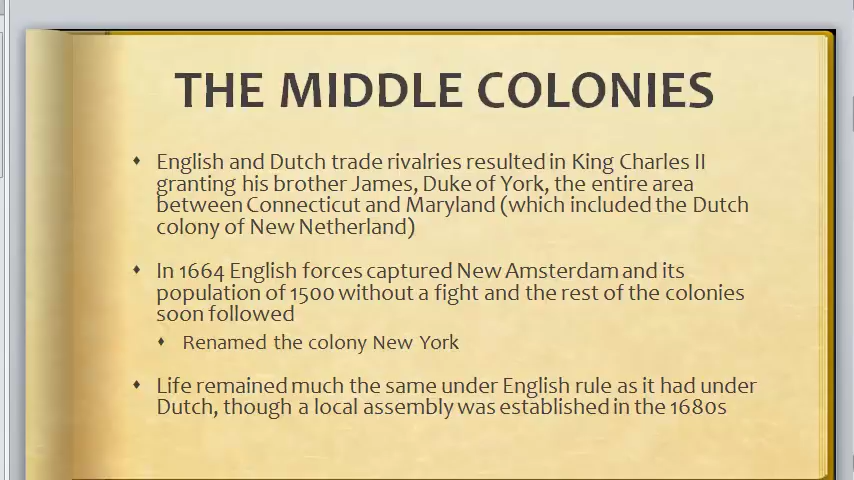 THE MIDDLE COLONIES
English and Dutch trade rivalries resulted in King Charles II
granting his brother James, Duke of York, the entire area
between Connecticut and Maryland (which included the Dutch
colony of New Netherland)
In 1664 English forces captured New Amsterdam and its
population of 1500 without a fight and the rest of the colonies
soon followed
Renamed the colony New York
Life remained much the same under English rule as it had under
Dutch, though a local assembly was established in the 1680s